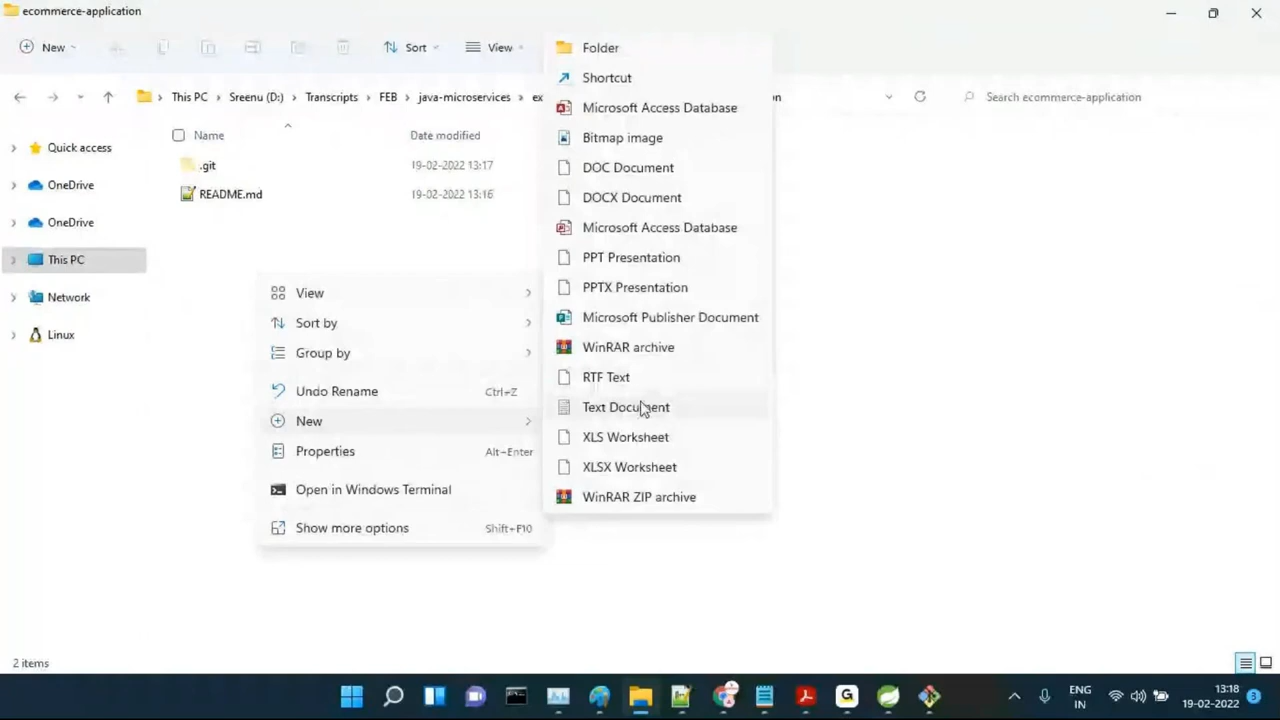 ecommerce-application
New
Sort
View
This PC > Sreenu (D:) > Transcripts > FEB > java-microservices > ex
on
Search ecommerce-application
Name
Date modified
Quick access
OneDrive
OneDrive
This PC
Network
Linux
.git
19-02-2022 13:17
README.md
19-02-2022 13:16
View
Sort by
Group by
Undo Rename
Ctrl+Z
New
Properties
Alt+Enter
Open in Windows Terminal
Show more options
Shift+F10
Folder
Shortcut
Microsoft Access Database
Bitmap image
DOC Document
DOCX Document
Microsoft Access Database
PPT Presentation
PPTX Presentation
Microsoft Publisher Document
WinRAR archive
RTF Text
Text Document
XLS Worksheet
XLSX Worksheet
WinRAR ZIP archive
2 items
ENG
IN
13:18
19-02-2022
3